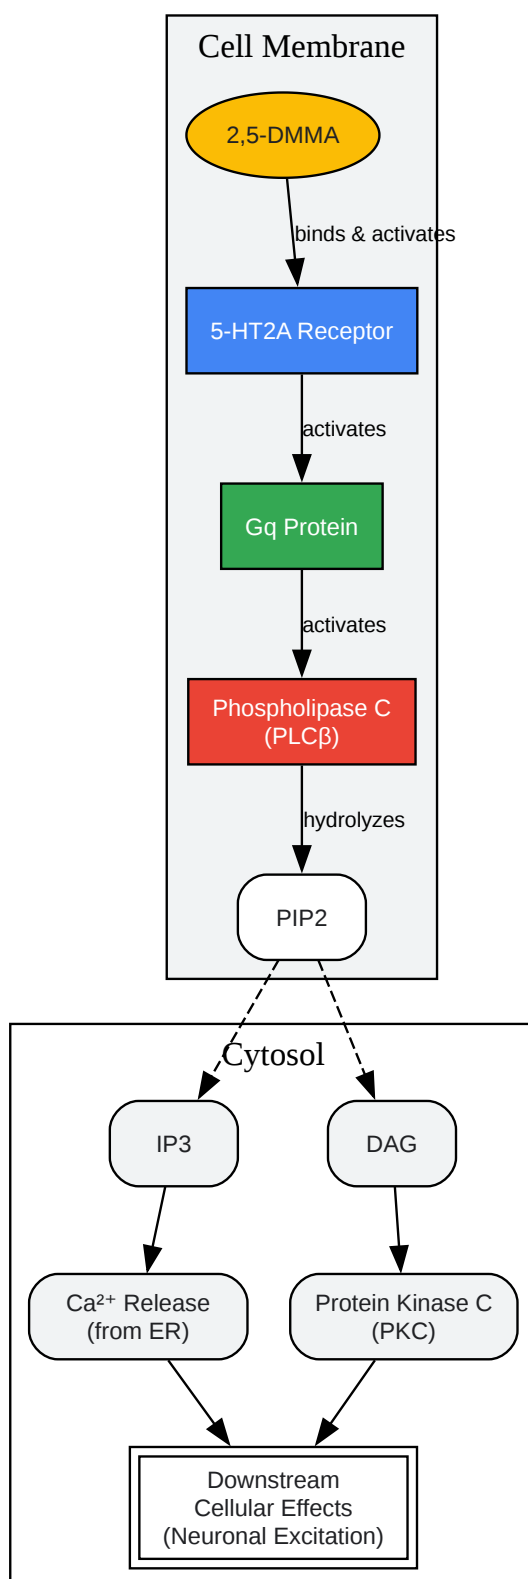 Cell Membrane
2,5-DMMA
binds & activates
5-HT2A Receptor
activates
Gq Protein
activates
Phospholipase C
(PLCβ)
hydrolyzes
PIP2
Cytosol
IP3
DAG
Ca²⁺ Release
(from ER)
Protein Kinase C
(PKC)
Downstream
Cellular Effects
(Neuronal Excitation)